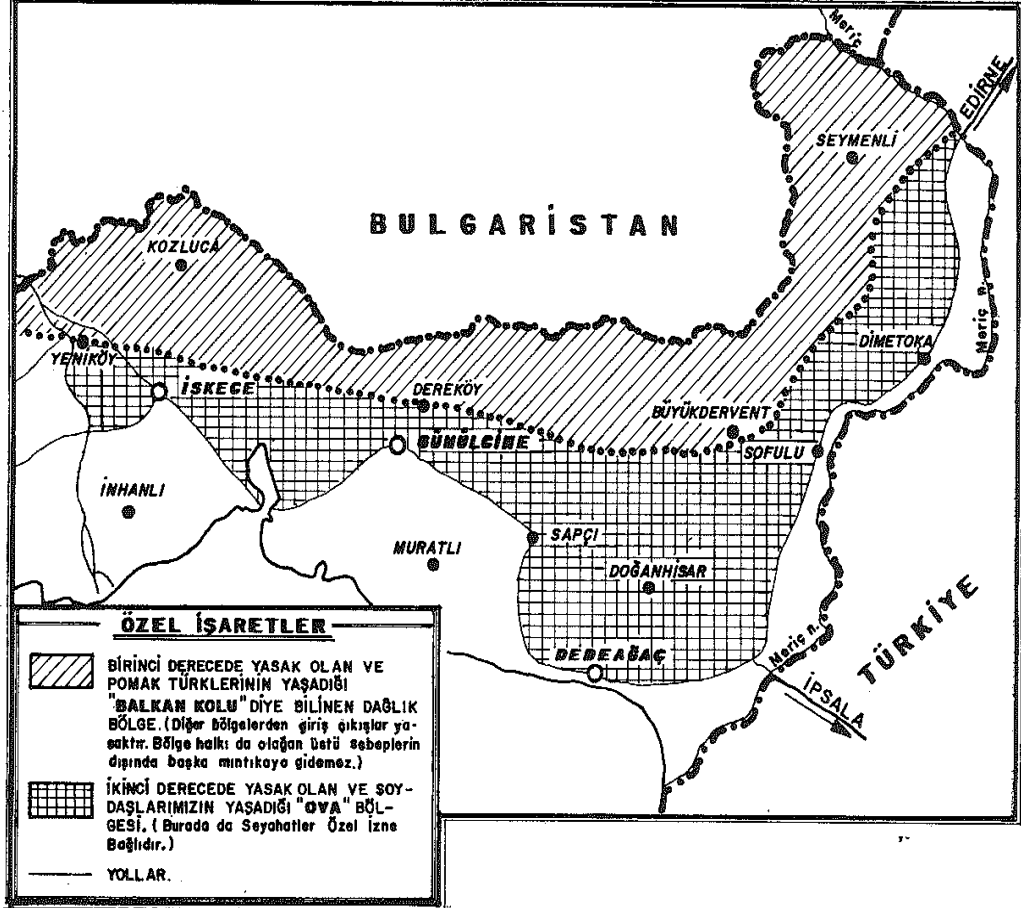 Meriç
EDİRNE
SEYMENLİ
BULGARİSTAN
KOZLUCA
Meriç n.
YENİKÖY
DİMETOKA
İSKEÇE
DEREKÖY
BÜYÜKDERVENT
GÜMÜLCİNE
SOFULU
İNHANLI
MURATLI
SAPÇI
DOĞANHİSAR
TÜRKİYE
DEDEAĞAÇ
Meriç n.
İPSALA
ÖZEL İŞARETLER
BİRİNCİ DERECEDE YASAK OLAN VE
POMAK TÜRKLERİNİN YAŞADIĞI
"BALKAN KOLU" DİYE BİLİNEN DAĞLIK
BÖLGE. (Diğer bölgelerden giriş çıkışlar ya-
saktır. Bölge halkı da olağan üstü sebeplerin
dışında başka mıntıkaya gidemez.)
İKİNCİ DERECEDE YASAK OLAN VE SOY-
DAŞLARIMIZIN YAŞADIĞI "OVA" BÖL-
GESİ. ( Burada da Seyahatler Özel İzne
Bağlıdır.)
YOLLAR.